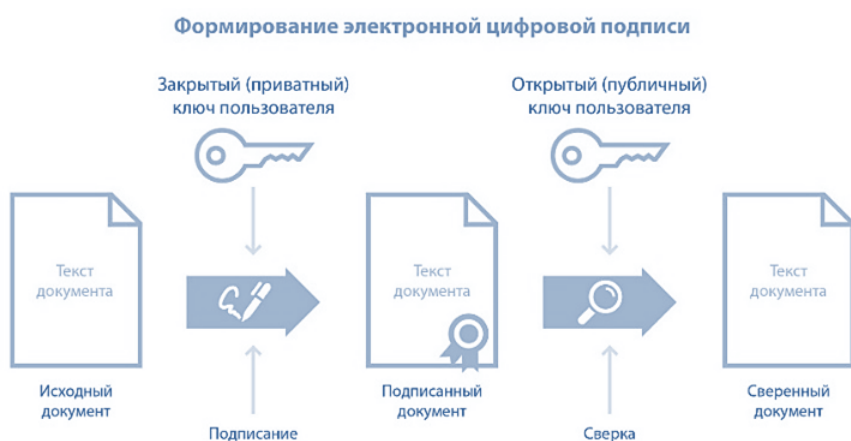 Формирование электронной цифровой подписи
Закрытый (приватный)
ключ пользователя
Открытый (публичный)
ключ пользователя
Текст
документа
Текст
документа
Текст
документа
Исходный
документ
Подписание
Подписанный
документ
Сверка
Сверенный
документ